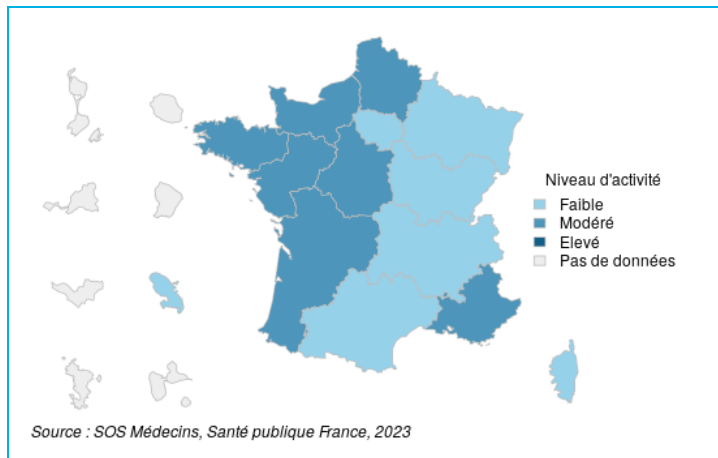 Niveau d'activité
Faible
Modéré
Elevé
Pas de données
Source : SOS Médecins, Santé publique France, 2023